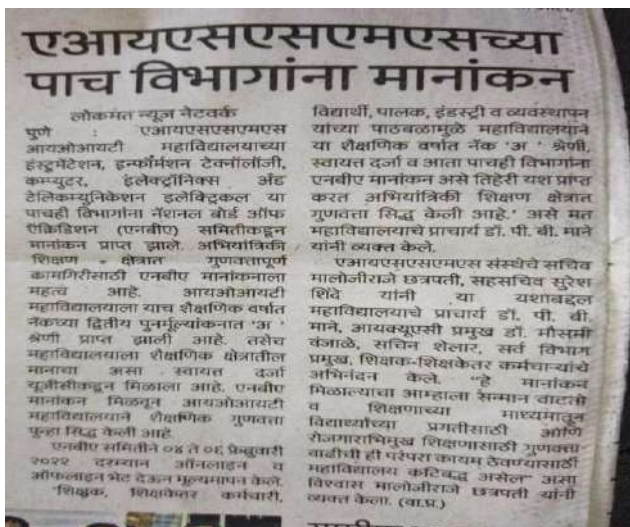 एआयएसएसएमएसच्या
पाच विभागांना मानांकन
लोकमत न्यूज नेटवर्क
पुणे : एआयएसएसएमएस
आयओआयटी महाविद्यालयाच्या
इंस्ट्रुमेंटेशन, इन्फॉर्मेशन टेक्नॉलॉजी,
कम्प्युटर, इलेक्ट्रॉनिक्स अँड
टेलिकम्युनिकेशन इलेक्ट्रिकल या
पाचही विभागांना नॅशनल बोर्ड ऑफ
ऍक्रिडिशन (एनबीए) समितीकडून
मानांकन प्राप्त झाले. अभियांत्रिकी
शिक्षण - क्षेत्रात गुणवत्तापूर्ण
कामगिरीसाठी एनबीए मानांकनाला
महत्व आहे. आयओआयटी
महाविद्यालयाला याच शैक्षणिक वर्षात
नॅकच्या द्वितीय पुनर्मूल्यांकनात 'अ '
श्रेणी प्राप्त झाली आहे. तसेच
महाविद्यालयाला शैक्षणिक क्षेत्रातील
मानाचा असा स्वायत्त दर्जा
यूजीसीकडून मिळाला आहे. एनबीए
मानांकन मिळवून आयओआयटी
महाविद्यालयाने शैक्षणिक गुणवत्ता
पुन्हा सिद्ध केली आहे
एनबीए समितीने ०४ ते ०६ फेब्रुवारी
२०२२ दरम्यान ऑनलाइन व
ऑफलाइन भेट देऊन मूल्यमापन केले.
"शिक्षक, शिक्षकेतर कर्मचारी,
विद्यार्थी, पालक, इंडस्ट्री व व्यवस्थापन
यांच्या पाठबळामुळे महाविद्यालयाने
या शैक्षणिक वर्षात नॅक 'अ ' श्रेणी,
स्वायत्त दर्जा व आता पाचही विभागांना
एनबीए मानांकन असे तिहेरी यश प्राप्त
करत अभियांत्रिकी शिक्षण क्षेत्रात
गुणवत्ता सिद्ध केली आहे.' असे मत
महाविद्यालयाचे प्राचार्य डॉ. पी. बी. माने
यांनी व्यक्त केले.
एआयएसएसएमएस संस्थेचे सचिव
मालोजीराजे छत्रपती, सहसचिव सुरेश
शिंदे यांनी या यशाबद्दल
महाविद्यालयाचे प्राचार्य डॉ. पी. बी.
माने, आयक्यूएसी प्रमुख डॉ. मौसमी
वंजाळे, सचिन शेलार, सर्व विभाग
प्रमुख, शिक्षक-शिक्षकेतर कर्मचाऱ्यांचे
अभिनंदन केले. "हे मानांकन
मिळाल्याचा आम्हाला सन्मान वाटतो
व शिक्षणाच्या माध्यमातून
विद्यार्थ्यांच्या प्रगतीसाठी आणि
रोजगाराभिमुख शिक्षणासाठी गुणवत्ता-
वाढीची ही परंपरा कायम ठेवण्यासाठी
महाविद्यालय कटिबद्ध असेल" असा
विश्वास मालोजीराजे छत्रपती यांनी
व्यक्त केला. (वा.प्र.)